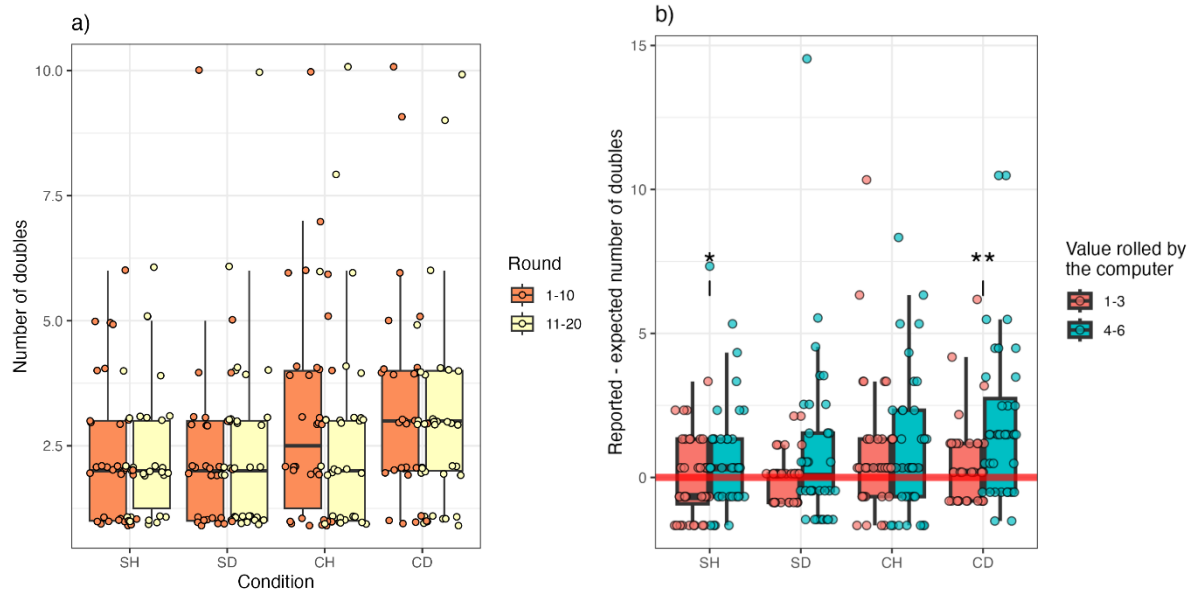 a)
Number of doubles
10.0
7.5
5.0
2.5
SH SD CH CD
Condition
Round
1-10
11-20
b)
Reported - expected number of doubles
15
10
5
0
* **
SH SD CH CD
Value rolled by
the computer
1-3
4-6